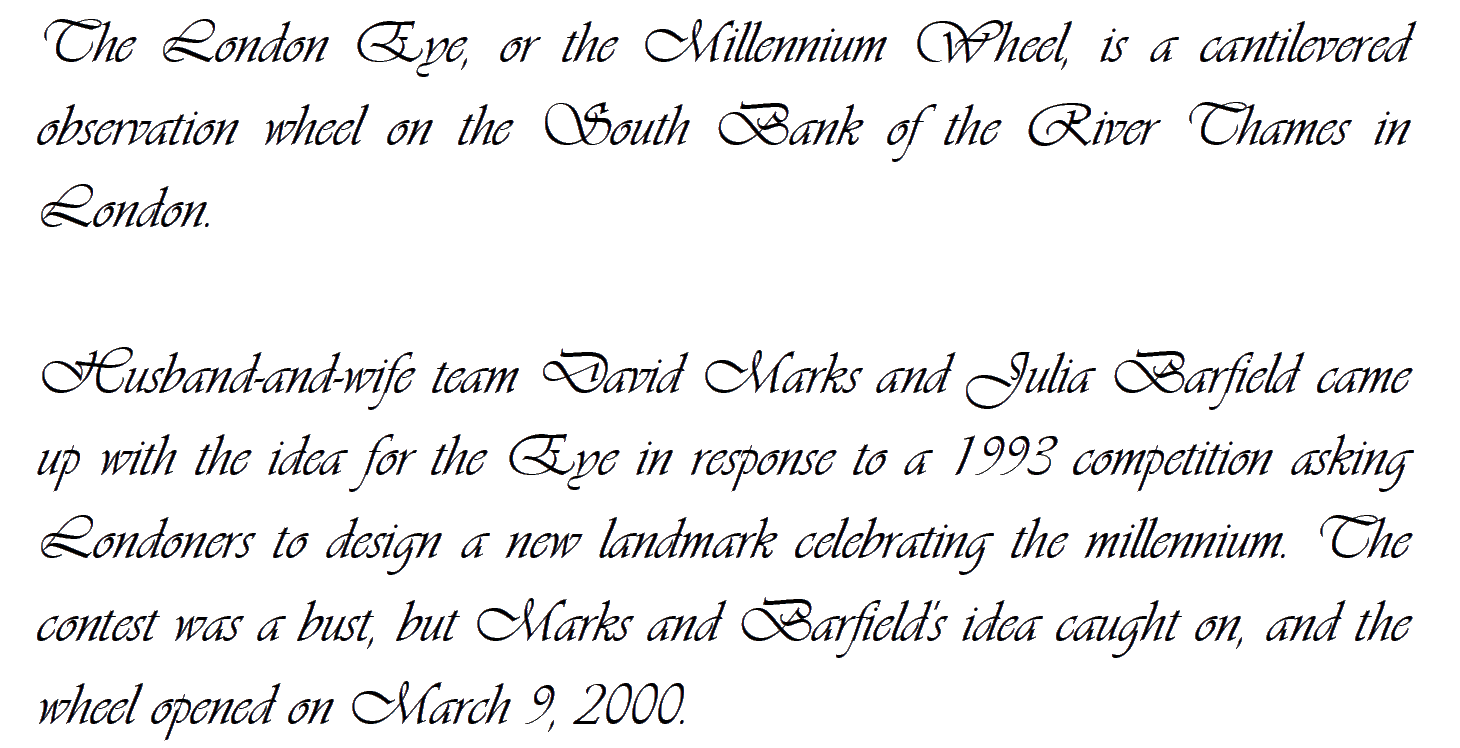 The London Eye, or the Millennium Wheel, is a cantilevered
observation wheel on the South Bank of the River Thames in
London.
Husband-and-wife team David Marks and Julia Barfield came
up with the idea for the Eye in response to a 1993 competition asking
Londoners to design a new landmark celebrating the millennium. The
contest was a bust, but Marks and Barfield's idea caught on, and the
wheel opened on March 9, 2000.